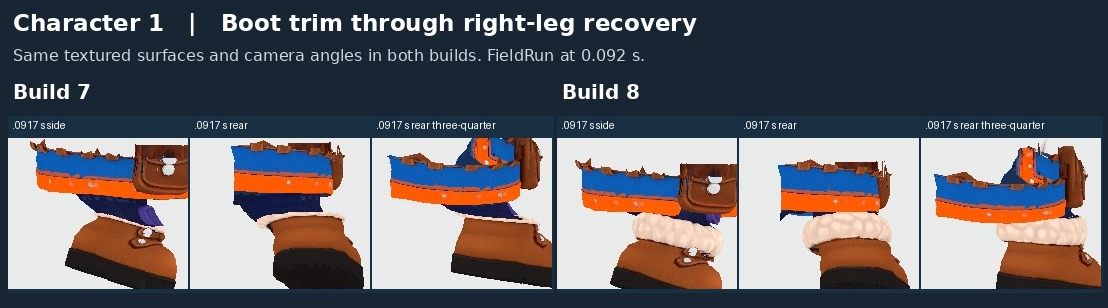 Character 1 | Boot trim through right-leg recovery
Same textured surfaces and camera angles in both builds. FieldRun at 0.092 s.
Build 7
Build 8
.0917 s side
.0917 s rear
.0917 s rear three-quarter
.0917 s side
.0917 s rear
.0917 s rear three-quarter